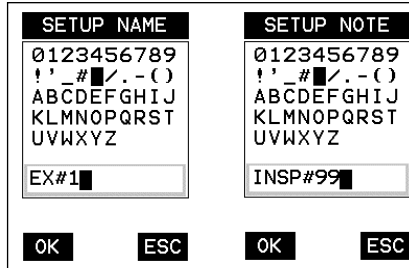 SETUP NAME
0123456789
!'_# /.-()
ABCDEFGHIJ
KLMNOPQRST
UVWXYZ
EX#1
OK ESC
SETUP NOTE
0123456789
!'_# /.-()
ABCDEFGHIJ
KLMNOPQRST
UVWXYZ
INSP#99
OK ESC